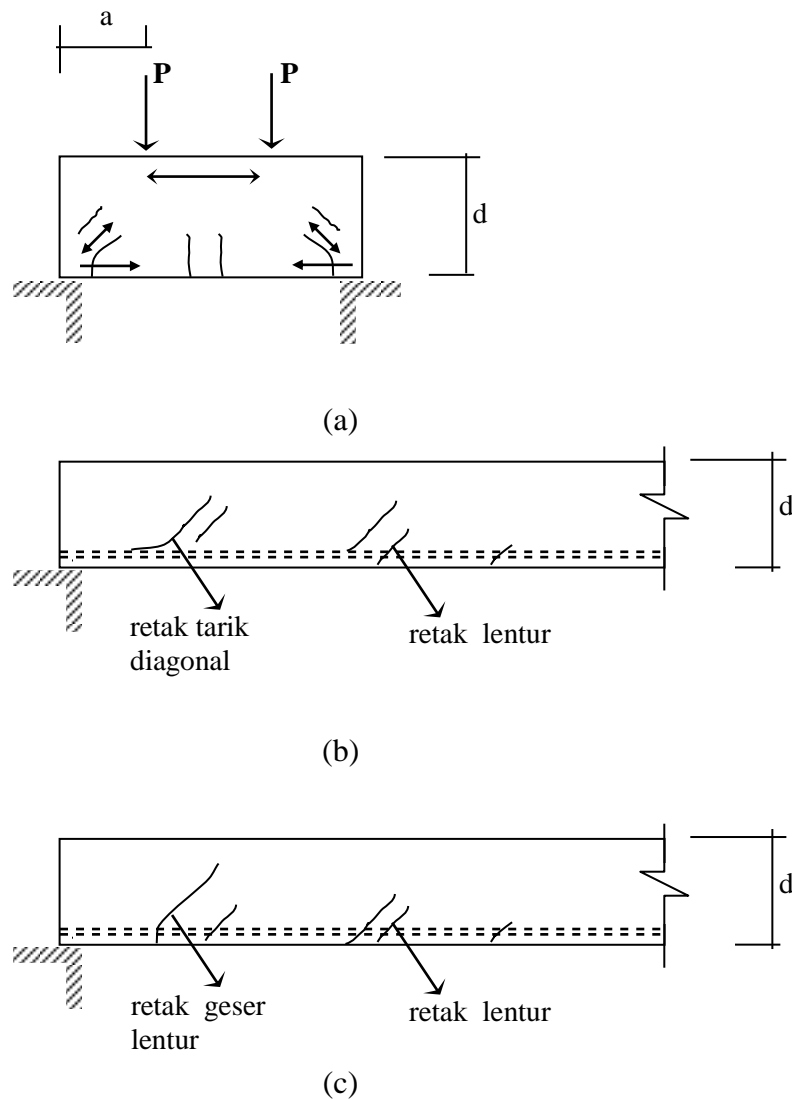 a
P P
d
(a)
d
retak tarik
diagonal
retak lentur
(b)
d
retak geser
lentur
retak lentur
(c)